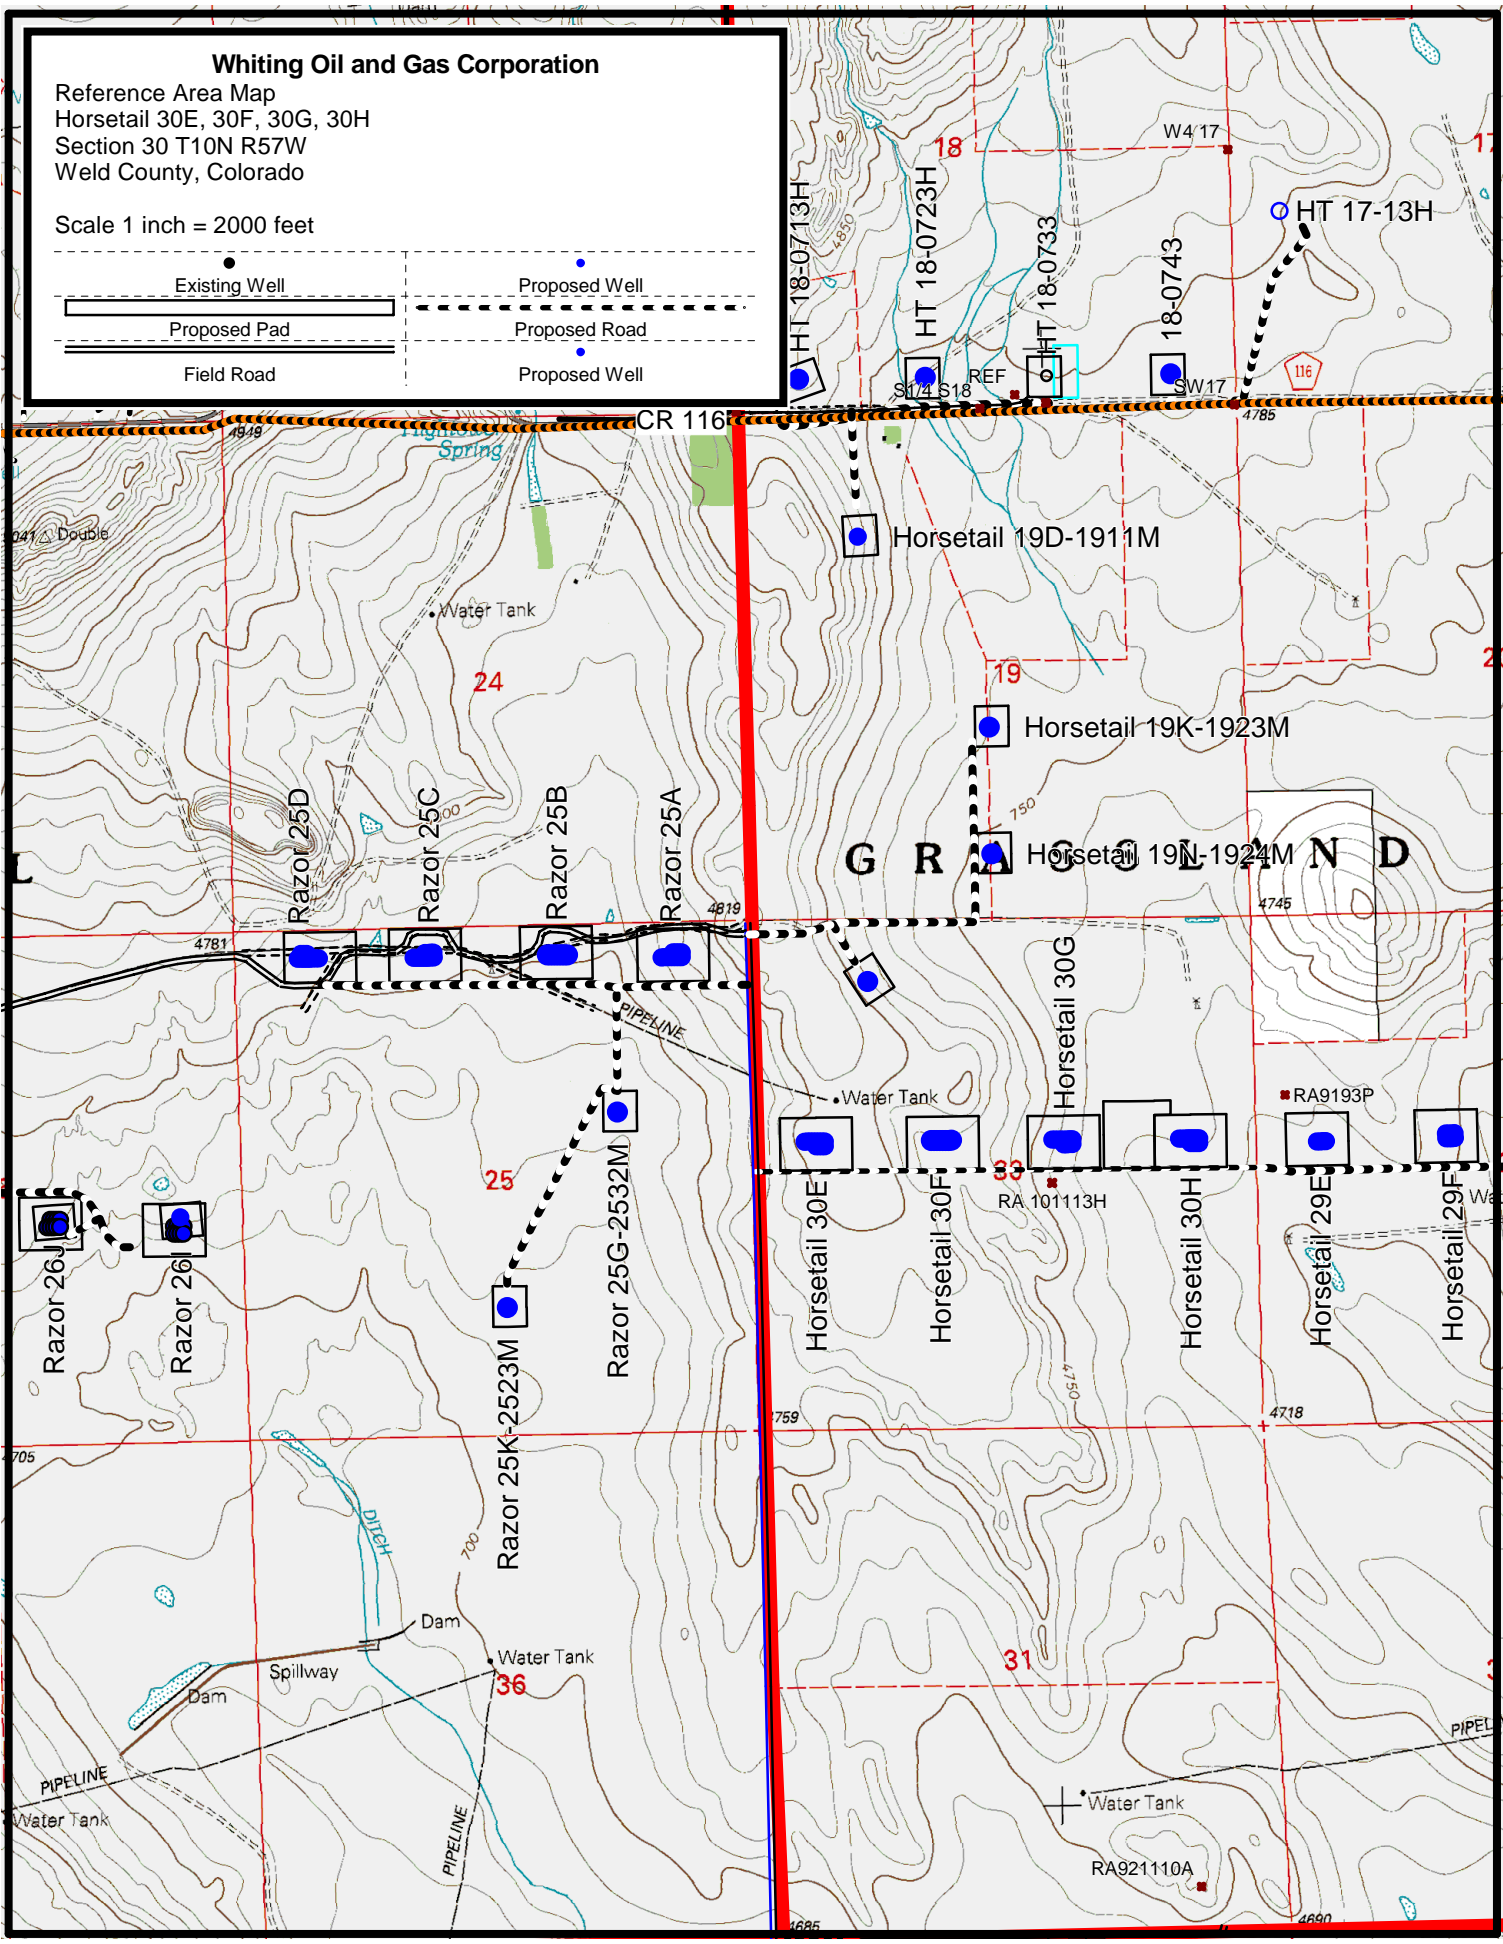 Whiting Oil and Gas Corporation
Reference Area Map
Horsetail 30E, 30F, 30G, 30H
Section 30 T10N R57W
Weld County, Colorado
Scale 1 inch = 2000 feet
Existing Well
Proposed Well
Proposed Pad
Proposed Road
Field Road
Proposed Well
18
W4 17
HT 17-13H
4850
HT 18-0713H
HT 18-0723H
HT 18-0733
18-0743
S1/4 S18
REF
SW17
116
4785
CR 116
4949
Spring
Double
Horsetail 19D-1911M
Water Tank
24
19
Horsetail 19K-1923M
750
GRASSLAND
Horsetail 19N-1924M
L
Razor 25D
Razor 25C
Razor 25B
Razor 25A
4819
4745
4781
PIPELINE
Horsetail 30G
Water Tank
RA9193P
25
RA 101113H
Horsetail 30E
Horsetail 30F
Horsetail 30H
Horsetail 29E
Horsetail 29F
Razor 26J
Razor 26I
Razor 25G-2532M
Razor 25K-2523M
4750
4759
4718
4705
DITCH
700
Dam
Spillway
Dam
Water Tank
36
31
PIPELINE
PIPEL
Water Tank
Water Tank
PIPELINE
RA921110A
4685
4690